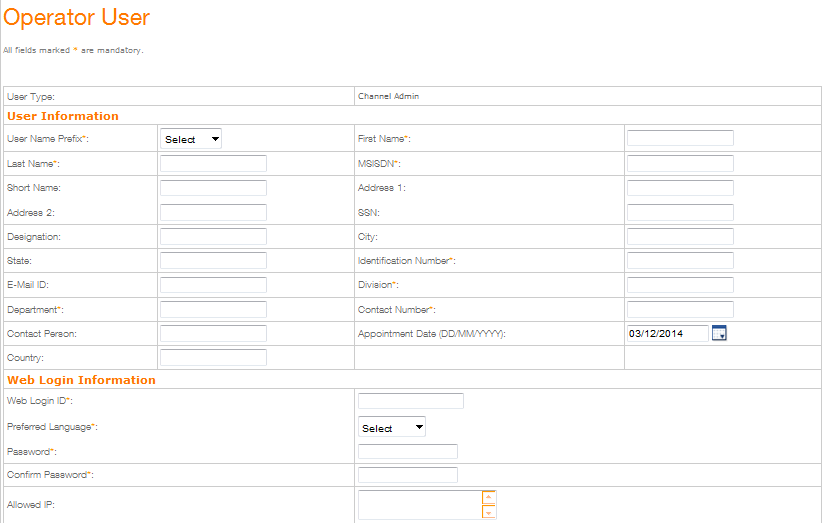 Operator User
All fields marked * are mandatory.
User Type: Channel Admin
User Information
User Name Prefix*: Select First Name*:
Last Name*: MSISDN*:
Short Name: Address 1:
Address 2: SSN:
Designation: City:
State: Identification Number*:
E-Mail ID: Division*:
Department*: Contact Number*:
Contact Person: Appointment Date (DD/MM/YYYY): 03/12/2014
Country:
Web Login Information
Web Login ID*:
Preferred Language*: Select
Password*:
Confirm Password*:
Allowed IP: